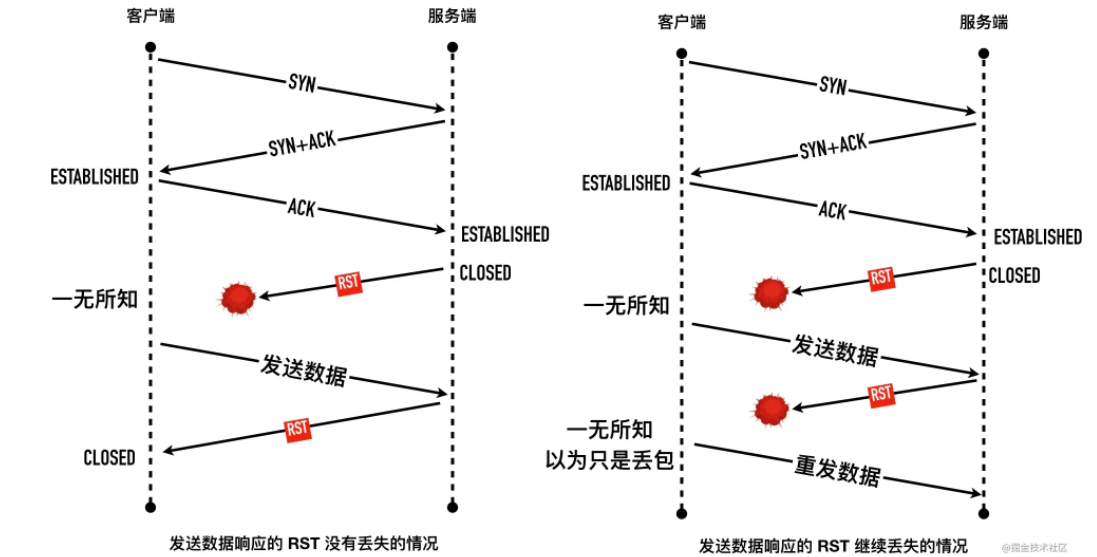 客户端
服务端
SYN
SYN+ACK
ESTABLISHED
ACK
ESTABLISHED
CLOSED
RST
一无所知
发送数据
RST
CLOSED
发送数据响应的 RST 没有丢失的情况
客户端
服务端
SYN
SYN+ACK
ESTABLISHED
ACK
ESTABLISHED
CLOSED
RST
一无所知
发送数据
RST
一无所知
以为只是丢包
重发数据
发送数据响应的 RST 继续丢失的情况
@掘金技术社区